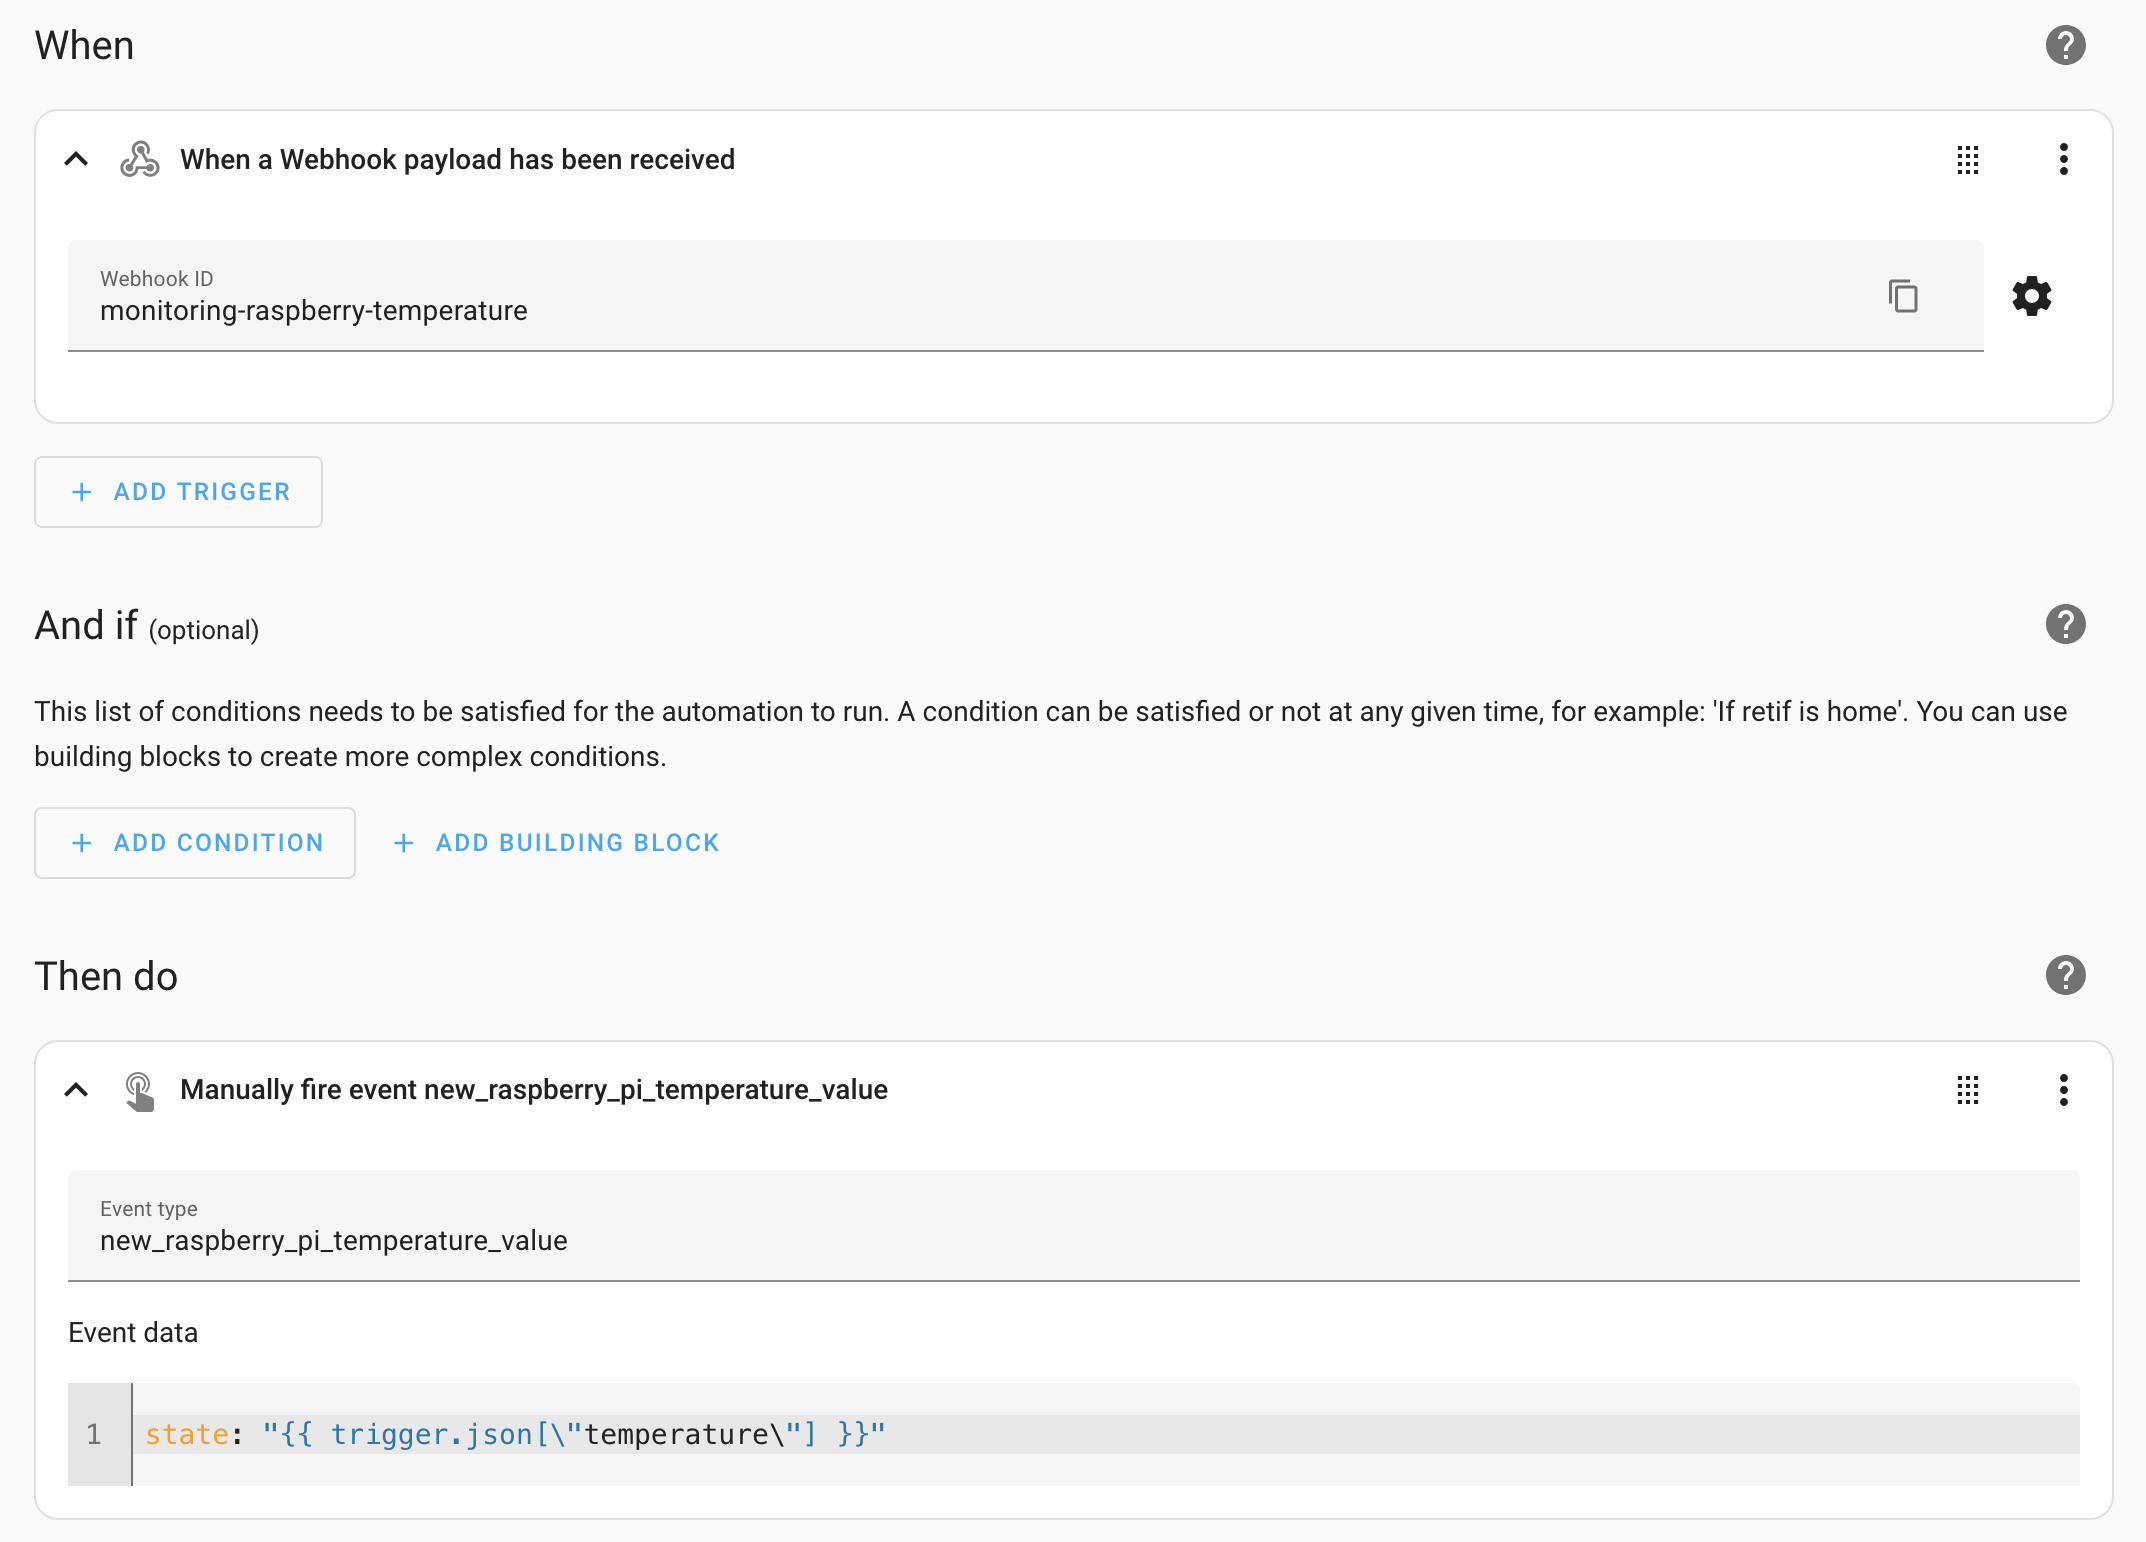 When
When a Webhook payload has been received
Webhook ID
monitoring-raspberry-temperature
+ ADD TRIGGER
And if (optional)
This list of conditions needs to be satisfied for the automation to run. A condition can be satisfied or not at any given time, for example: 'If retif is home'. You can use
building blocks to create more complex conditions.
+ ADD CONDITION + ADD BUILDING BLOCK
Then do
Manually fire event new_raspberry_pi_temperature_value
Event type
new_raspberry_pi_temperature_value
Event data
1 state: "{{ trigger.json[\"temperature\"] }}"